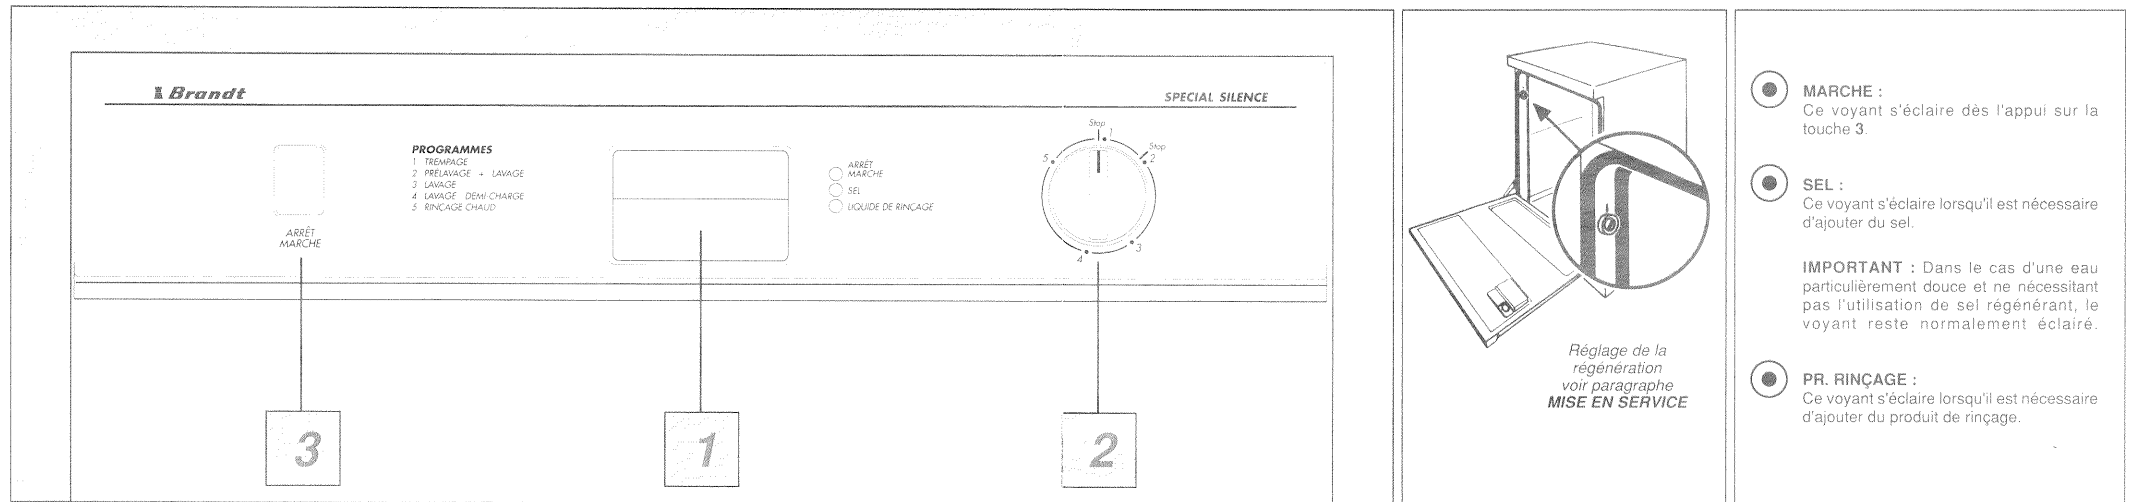 Brandt
SPECIAL SILENCE
ARRÊT
MARCHE
PROGRAMMES
1 TREMPAGE
2 PRÉLAVAGE + LAVAGE
3 LAVAGE
4 LAVAGE DEMI-CHARGE
5 RINÇAGE CHAUD
ARRÊT
MARCHE
SEL
LIQUIDE DE RINÇAGE
Stop
1
Stop
2
3
4
5
3
1
2
Réglage de la
régénération
voir paragraphe
MISE EN SERVICE
MARCHE :
Ce voyant s'éclaire dès l'appui sur la
touche 3.
SEL :
Ce voyant s'éclaire lorsqu'il est nécessaire
d'ajouter du sel.
IMPORTANT : Dans le cas d'une eau
particulièrement douce et ne nécessitant
pas l'utilisation de sel régénérant, le
voyant reste normalement éclairé.
PR. RINÇAGE :
Ce voyant s'éclaire lorsqu'il est nécessaire
d'ajouter du produit de rinçage.